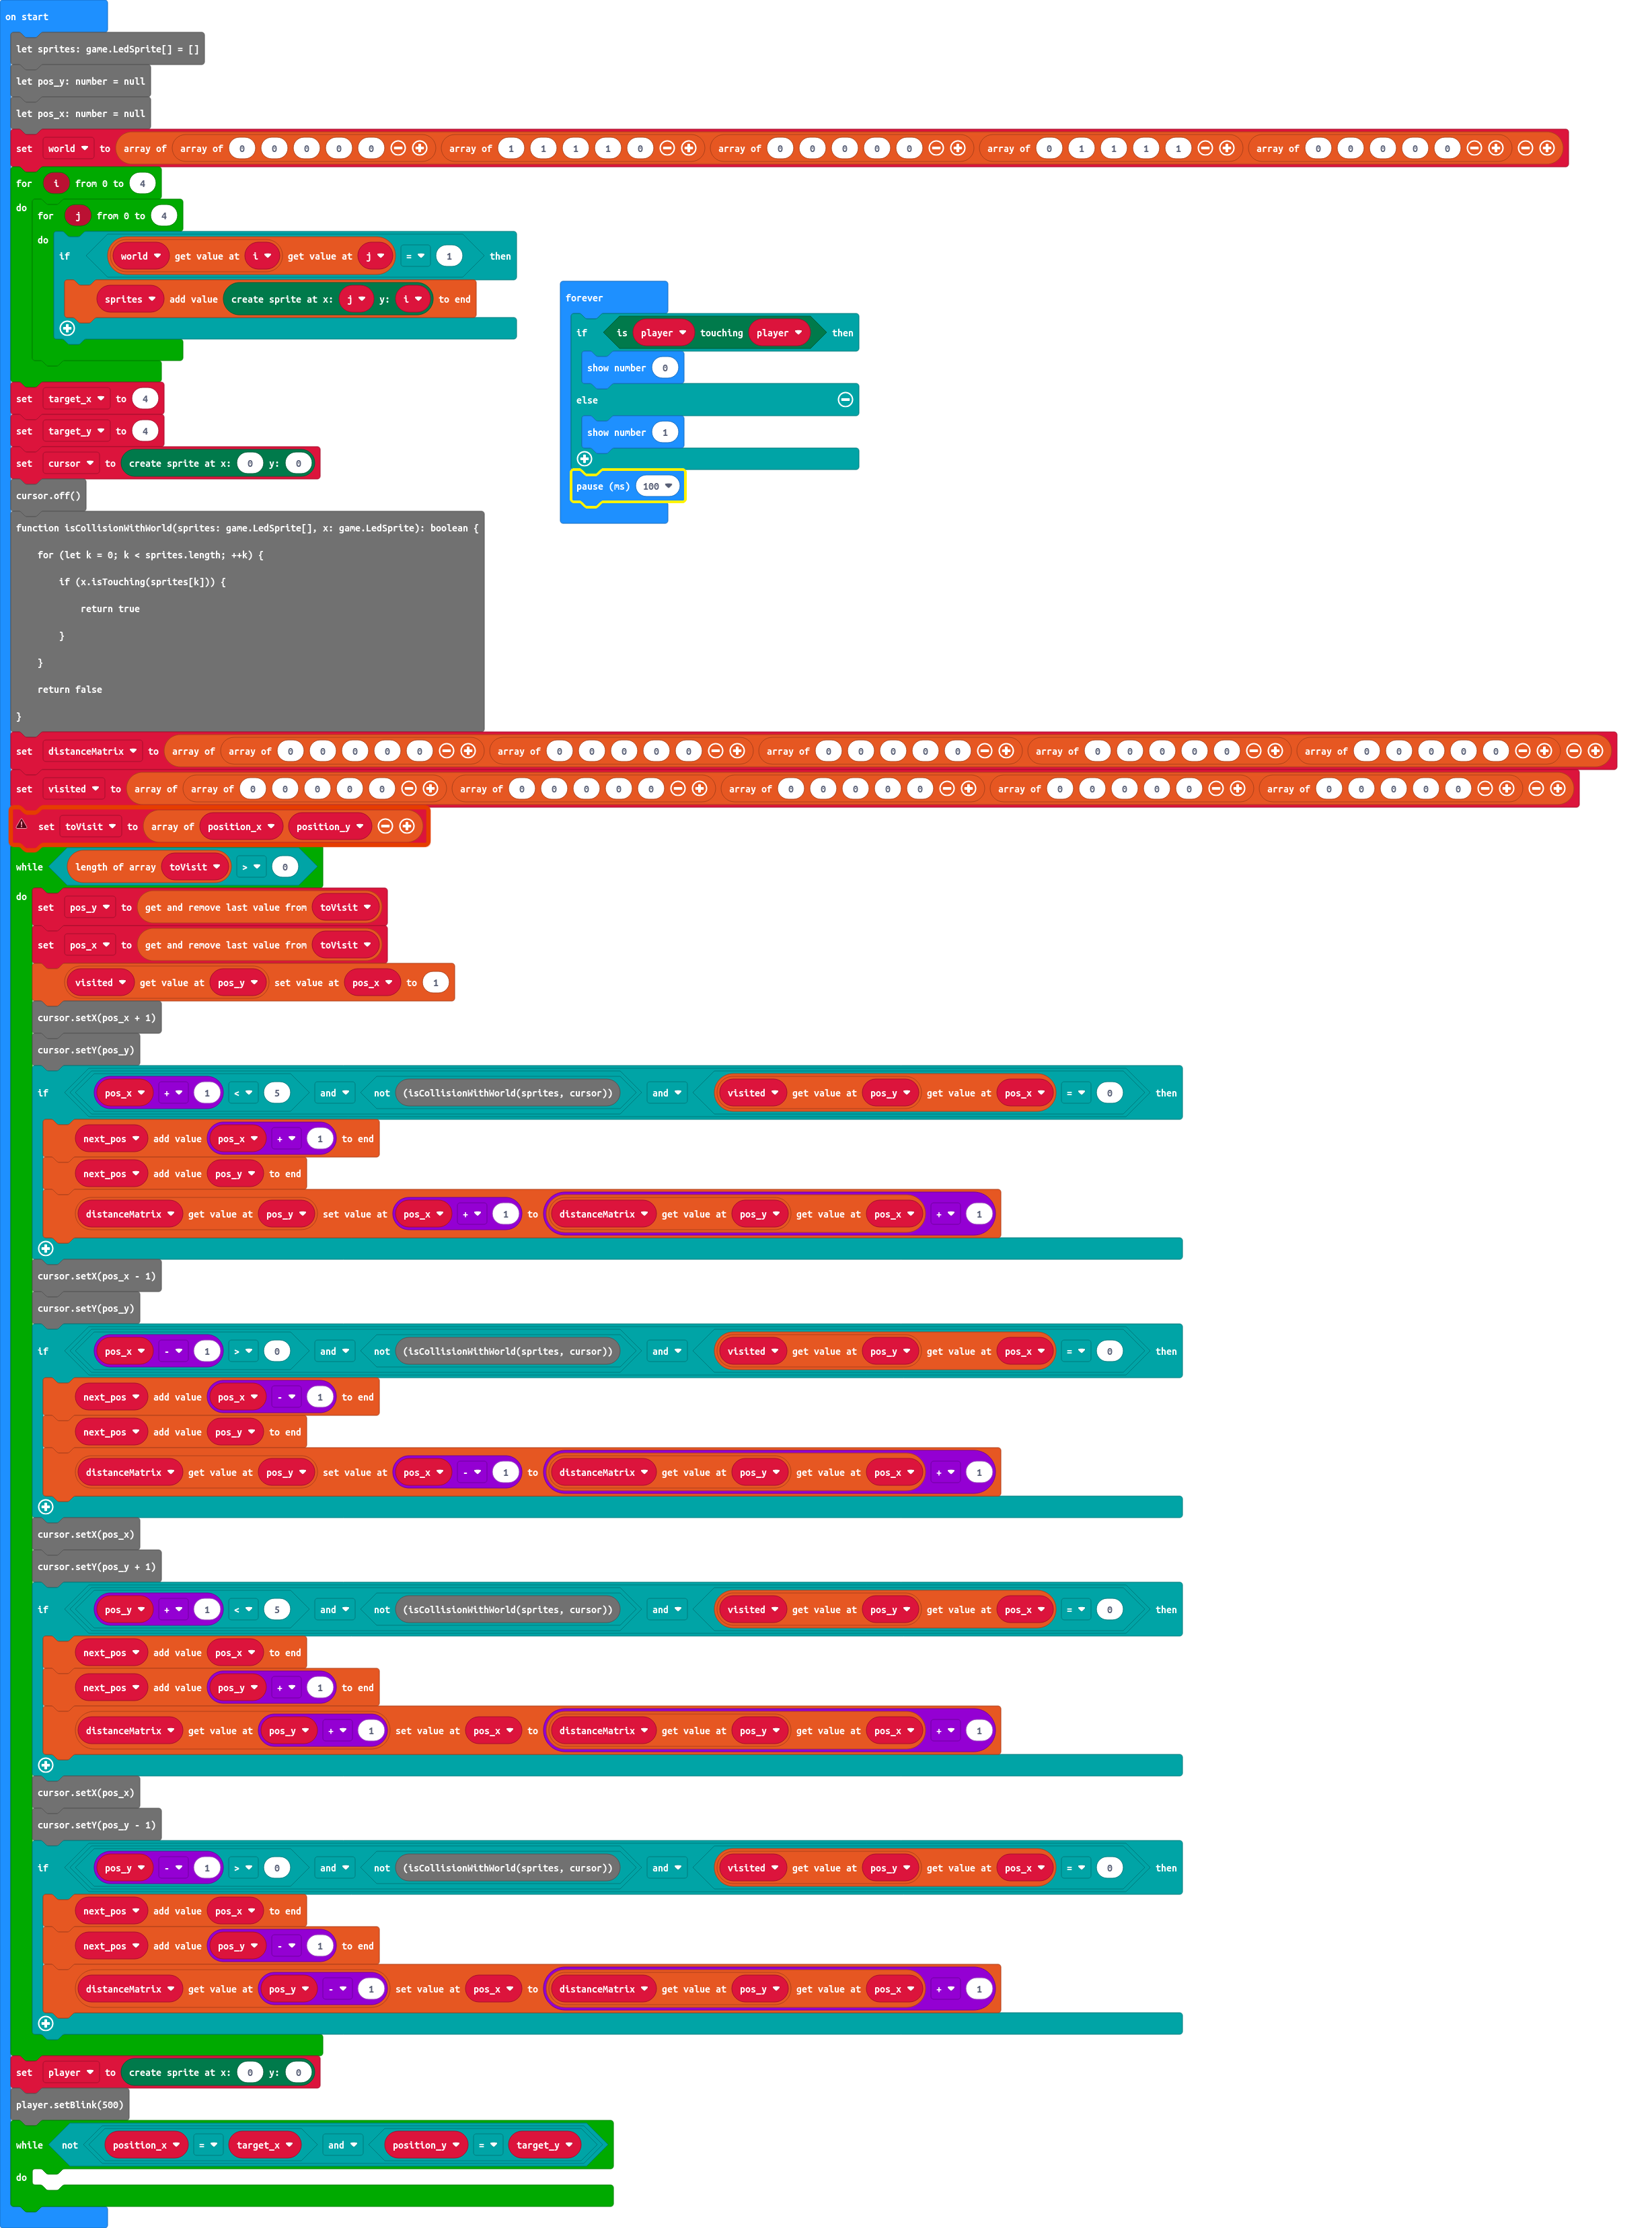 on start
let sprites: game.LedSprite[] = []
let pos_y: number = null
let pos_x: number = null
set world to array of array of 0 0 0 0 0 array of 1 1 1 1 0 array of 0 0 0 0 0 array of 0 1 1 1 1 array of 0 0 0 0 0
for i from 0 to 4
do for j from 0 to 4
do if world get value at i get value at j = 1 then
sprites add value create sprite at x: j y: i to end
set target_x to 4
set target_y to 4
set cursor to create sprite at x: 0 y: 0
cursor.off()
function isCollisionWithWorld(sprites: game.LedSprite[], x: game.LedSprite): boolean {
for (let k = 0; k < sprites.length; ++k) {
if (x.isTouching(sprites[k])) {
return true
}
}
return false
}
set distanceMatrix to array of array of 0 0 0 0 0 array of 0 0 0 0 0 array of 0 0 0 0 0 array of 0 0 0 0 0 array of 0 0 0 0 0
set visited to array of array of 0 0 0 0 0 array of 0 0 0 0 0 array of 0 0 0 0 0 array of 0 0 0 0 0 array of 0 0 0 0 0
set toVisit to array of position_x position_y
while length of array toVisit > 0
do set pos_y to get and remove last value from toVisit
set pos_x to get and remove last value from toVisit
visited get value at pos_y set value at pos_x to 1
cursor.setX(pos_x + 1)
cursor.setY(pos_y)
if pos_x + 1 < 5 and not (isCollisionWithWorld(sprites, cursor)) and visited get value at pos_y get value at pos_x = 0 then
next_pos add value pos_x + 1 to end
next_pos add value pos_y to end
distanceMatrix get value at pos_y set value at pos_x + 1 to distanceMatrix get value at pos_y get value at pos_x + 1
cursor.setX(pos_x - 1)
cursor.setY(pos_y)
if pos_x - 1 > 0 and not (isCollisionWithWorld(sprites, cursor)) and visited get value at pos_y get value at pos_x = 0 then
next_pos add value pos_x - 1 to end
next_pos add value pos_y to end
distanceMatrix get value at pos_y set value at pos_x - 1 to distanceMatrix get value at pos_y get value at pos_x + 1
cursor.setX(pos_x)
cursor.setY(pos_y + 1)
if pos_y + 1 < 5 and not (isCollisionWithWorld(sprites, cursor)) and visited get value at pos_y get value at pos_x = 0 then
next_pos add value pos_x to end
next_pos add value pos_y + 1 to end
distanceMatrix get value at pos_y + 1 set value at pos_x to distanceMatrix get value at pos_y get value at pos_x + 1
cursor.setX(pos_x)
cursor.setY(pos_y - 1)
if pos_y - 1 > 0 and not (isCollisionWithWorld(sprites, cursor)) and visited get value at pos_y get value at pos_x = 0 then
next_pos add value pos_x to end
next_pos add value pos_y - 1 to end
distanceMatrix get value at pos_y - 1 set value at pos_x to distanceMatrix get value at pos_y get value at pos_x + 1
set player to create sprite at x: 0 y: 0
player.setBlink(500)
while not position_x = target_x and position_y = target_y
do
forever
if is player touching player then
show number 0
else
show number 1
pause (ms) 100